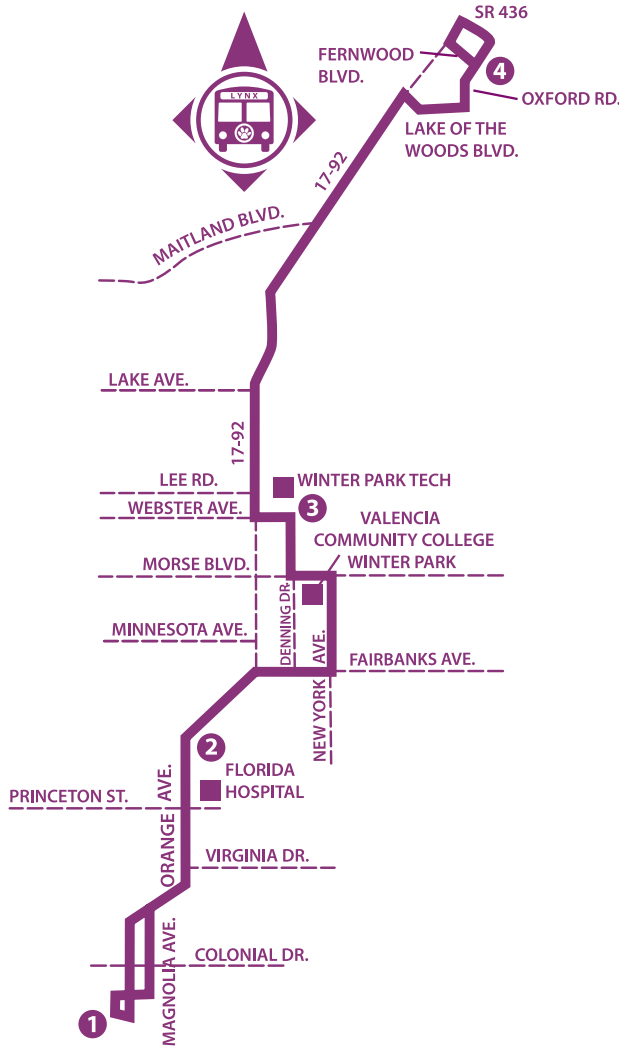 SR 436
FERNWOOD
BLVD.
4
OXFORD RD.
LYNX
LAKE OF THE
WOODS BLVD.
17-92
MAITLAND BLVD.
LAKE AVE.
17-92
LEE RD.
WINTER PARK TECH
WEBSTER AVE.
3
VALENCIA
COMMUNITY COLLEGE
WINTER PARK
MORSE BLVD.
DENNING DR.
MINNESOTA AVE.
NEW YORK AVE.
FAIRBANKS AVE.
2
FLORIDA
HOSPITAL
PRINCETON ST.
ORANGE AVE.
VIRGINIA DR.
MAGNOLIA AVE.
COLONIAL DR.
1